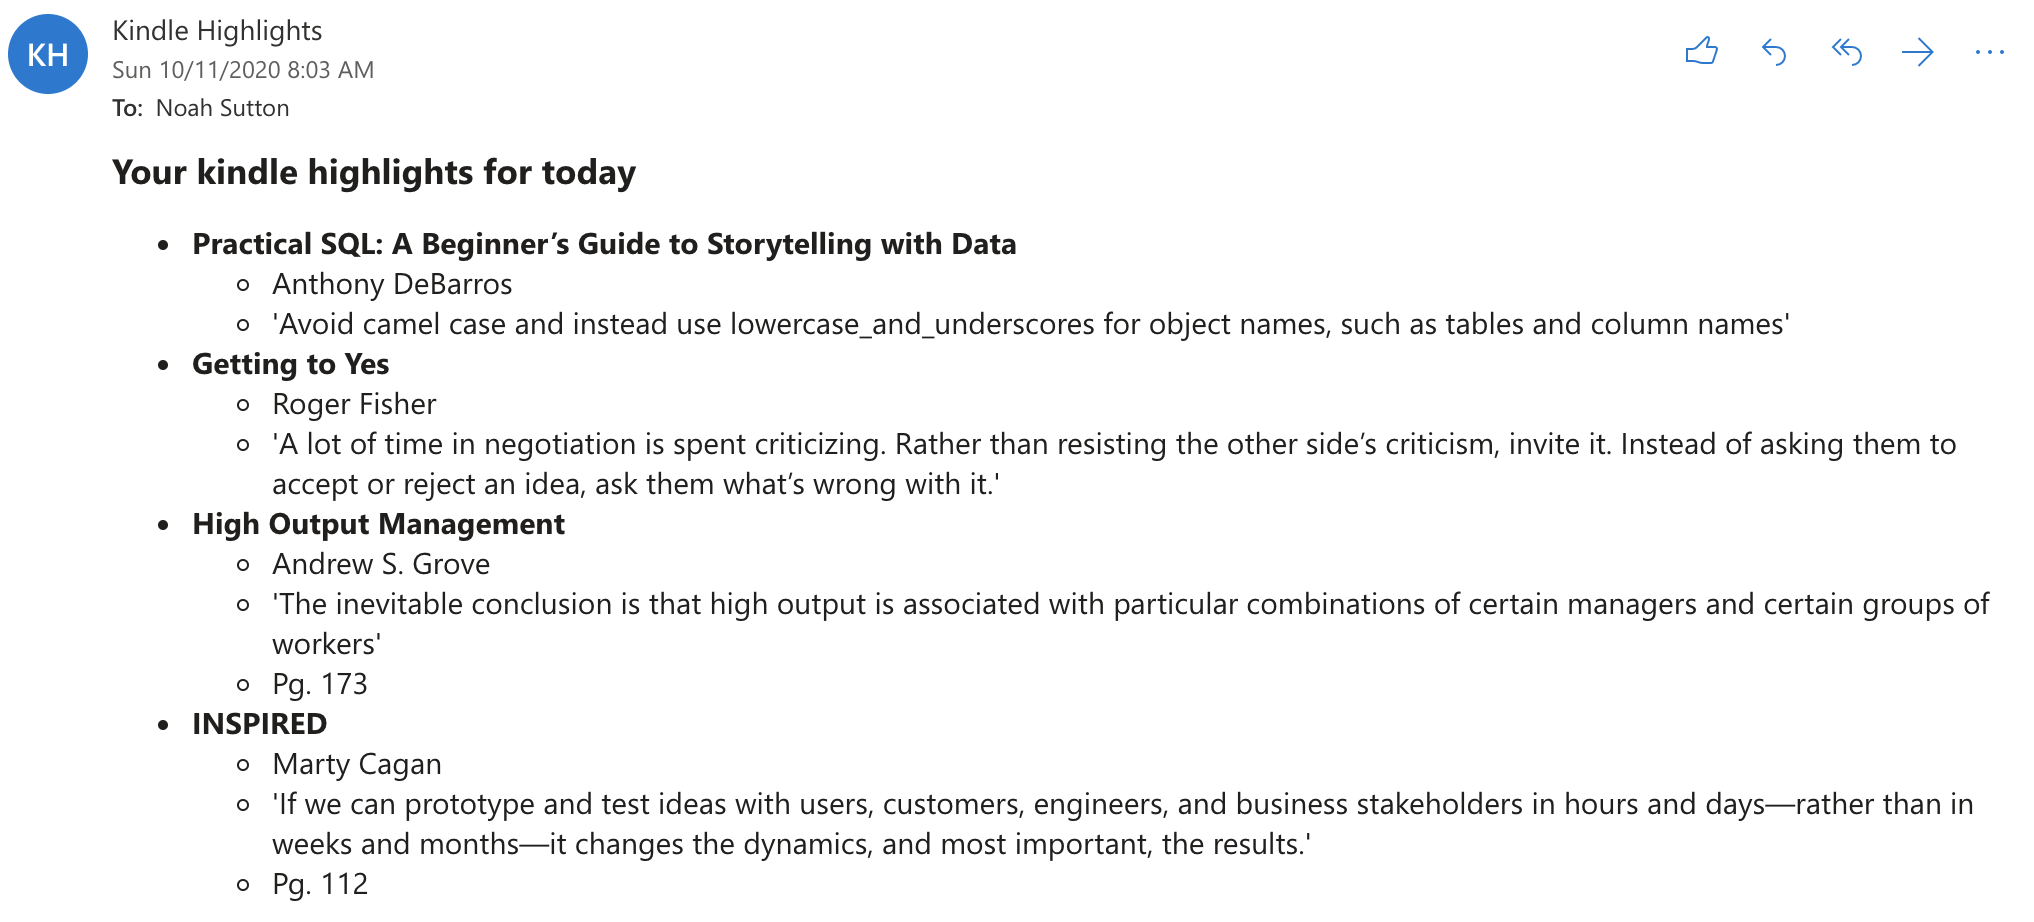 KH
Kindle Highlights
Sun 10/11/2020 8:03 AM
To: Noah Sutton
Your kindle highlights for today
Practical SQL: A Beginner’s Guide to Storytelling with Data
Anthony DeBarros
'Avoid camel case and instead use lowercase_and_underscores for object names, such as tables and column names'
Getting to Yes
Roger Fisher
'A lot of time in negotiation is spent criticizing. Rather than resisting the other side’s criticism, invite it. Instead of asking them to
accept or reject an idea, ask them what’s wrong with it.'
High Output Management
Andrew S. Grove
'The inevitable conclusion is that high output is associated with particular combinations of certain managers and certain groups of
workers'
Pg. 173
INSPIRED
Marty Cagan
'If we can prototype and test ideas with users, customers, engineers, and business stakeholders in hours and days—rather than in
weeks and months—it changes the dynamics, and most important, the results.'
Pg. 112